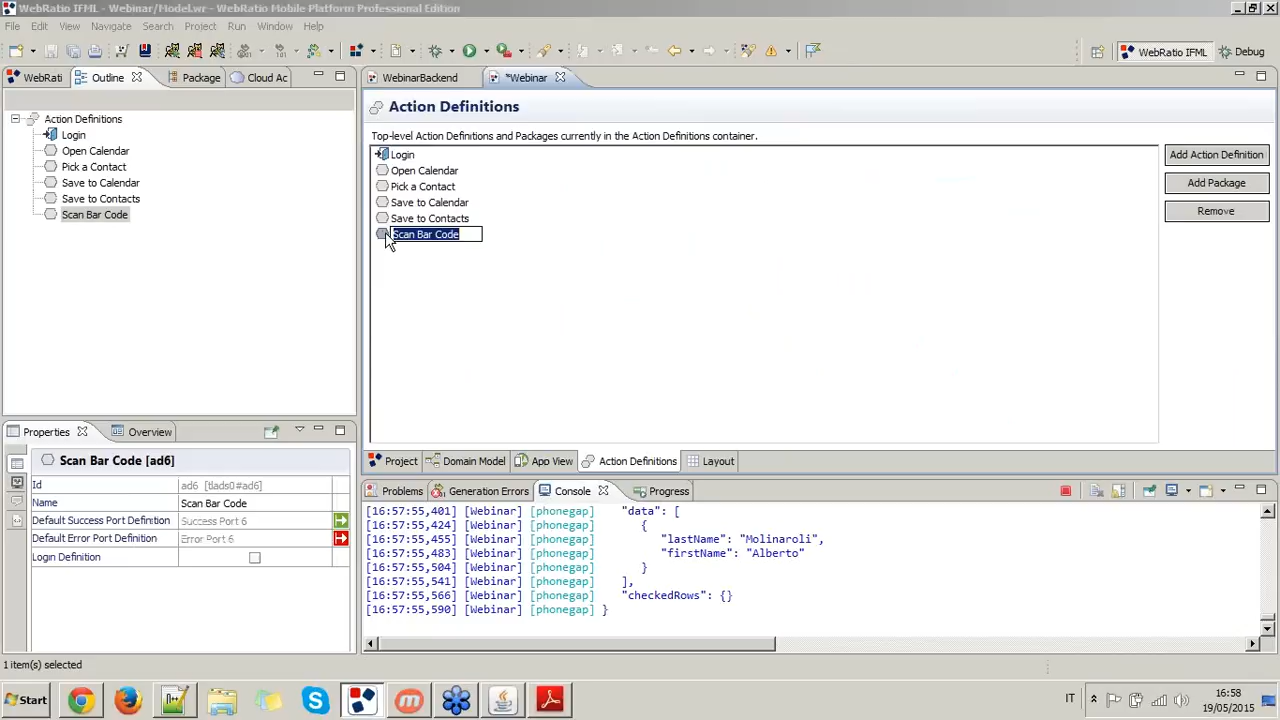 WebRatio IFML - Webinar/Model.wr - WebRatio Mobile Platform Professional Edition
File Edit View Navigate Search Project Run Window Help
WebRatio IFML Debug
WebRati Outline Package Cloud Ac
WebinarBackend *Webinar
Action Definitions
Login
Open Calendar
Pick a Contact
Save to Calendar
Save to Contacts
Scan Bar Code
Action Definitions
Top-level Action Definitions and Packages currently in the Action Definitions container.
Login
Open Calendar
Pick a Contact
Save to Calendar
Save to Contacts
Scan Bar Code
Add Action Definition
Add Package
Remove
Project Domain Model App View Action Definitions Layout
Properties Overview
Scan Bar Code [ad6]
Id ad6 [tlads0#ad6]
Name Scan Bar Code
Default Success Port Definition Success Port 6
Default Error Port Definition Error Port 6
Login Definition
Problems Generation Errors Console Progress
[16:57:55,401] [Webinar] [phonegap] "data": [
[16:57:55,424] [Webinar] [phonegap] {
[16:57:55,455] [Webinar] [phonegap] "lastName": "Molinaroli",
[16:57:55,483] [Webinar] [phonegap] "firstName": "Alberto"
[16:57:55,504] [Webinar] [phonegap] }
[16:57:55,541] [Webinar] [phonegap] ],
[16:57:55,566] [Webinar] [phonegap] "checkedRows": {}
[16:57:55,590] [Webinar] [phonegap] }
1 item(s) selected
Start
IT
16:58
19/05/2015